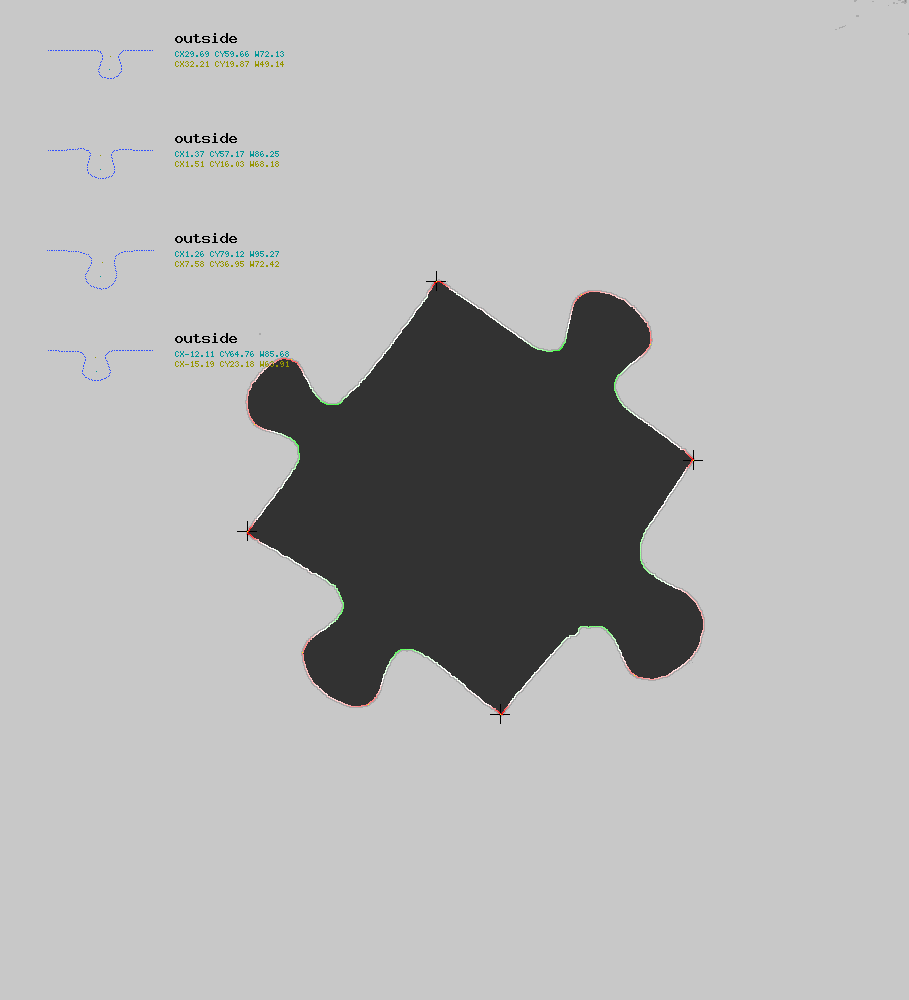 outside
CX29.69 CY59.66 W72.13
CX32.21 CY19.87 W49.14
outside
CX1.37 CY57.17 W86.25
CX1.51 CY16.03 W68.18
outside
CX1.26 CY79.12 W95.27
CX7.58 CY36.95 W72.42
outside
CX-12.11 CY64.76 W85.68
CX-15.19 CY23.18